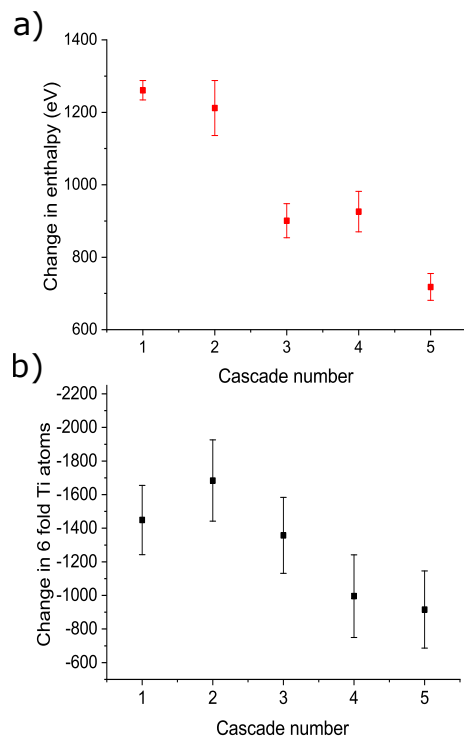 a)
Change in enthalpy (eV)
1400
1200
1000
800
600
1 2 3 4 5
Cascade number
b)
Change in 6 fold Ti atoms
-2200
-2000
-1800
-1600
-1400
-1200
-1000
-800
-600
1 2 3 4 5
Cascade number